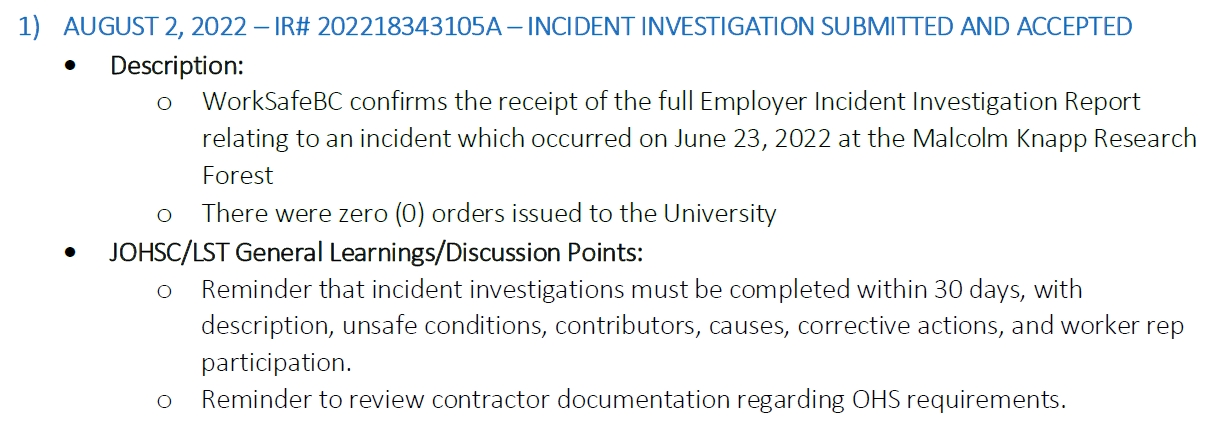 1) AUGUST 2, 2022 – IR# 202218343105A – INCIDENT INVESTIGATION SUBMITTED AND ACCEPTED
• Description:
o WorkSafeBC confirms the receipt of the full Employer Incident Investigation Report
relating to an incident which occurred on June 23, 2022 at the Malcolm Knapp Research
Forest
o There were zero (0) orders issued to the University
• JOHSC/LST General Learnings/Discussion Points:
o Reminder that incident investigations must be completed within 30 days, with
description, unsafe conditions, contributors, causes, corrective actions, and worker rep
participation.
o Reminder to review contractor documentation regarding OHS requirements.